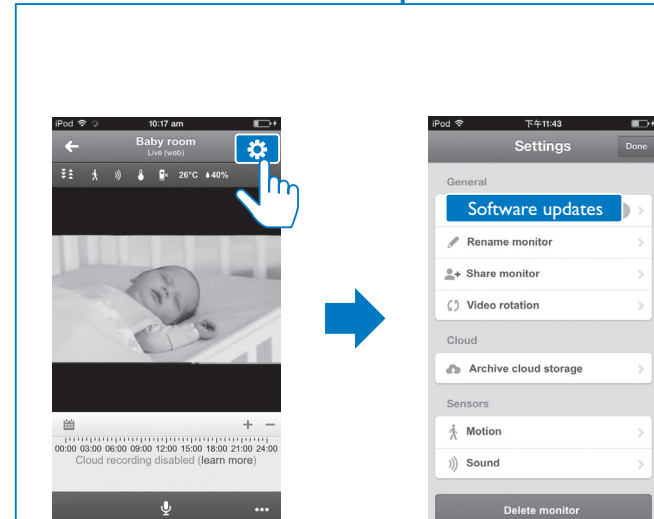 iPod
10:17 am
Baby room
Live (web)
26°C 40%
00:00 03:00 06:00 09:00 12:00 15:00 18:00 21:00 24:00
Cloud recording disabled (learn more)
iPod
下午11:43
Settings
Done
General
Software updates
Rename monitor
Share monitor
Video rotation
Cloud
Archive cloud storage
Sensors
Motion
Sound
Delete monitor